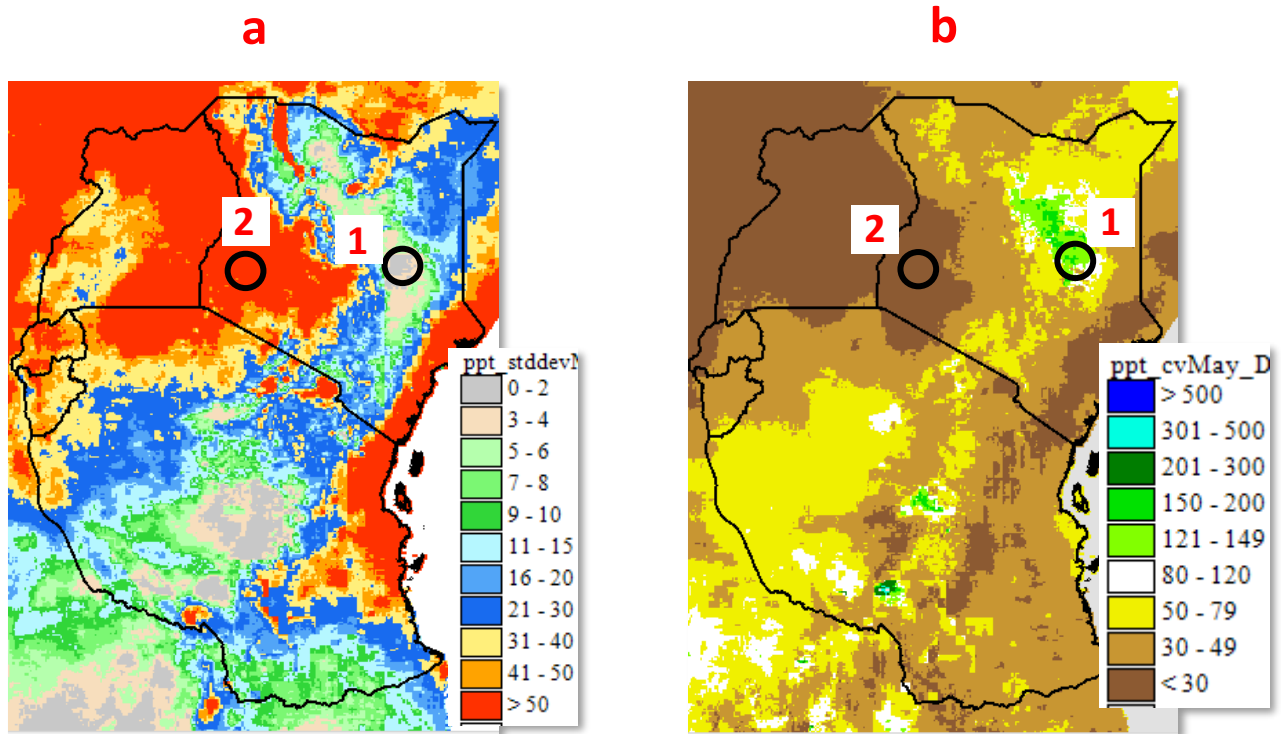 a
b
2
1
2
1
ppt_stddevM
0 - 2
3 - 4
5 - 6
7 - 8
9 - 10
11 - 15
16 - 20
21 - 30
31 - 40
41 - 50
> 50
ppt_cvMay_D
> 500
301 - 500
201 - 300
150 - 200
121 - 149
80 - 120
50 - 79
30 - 49
< 30